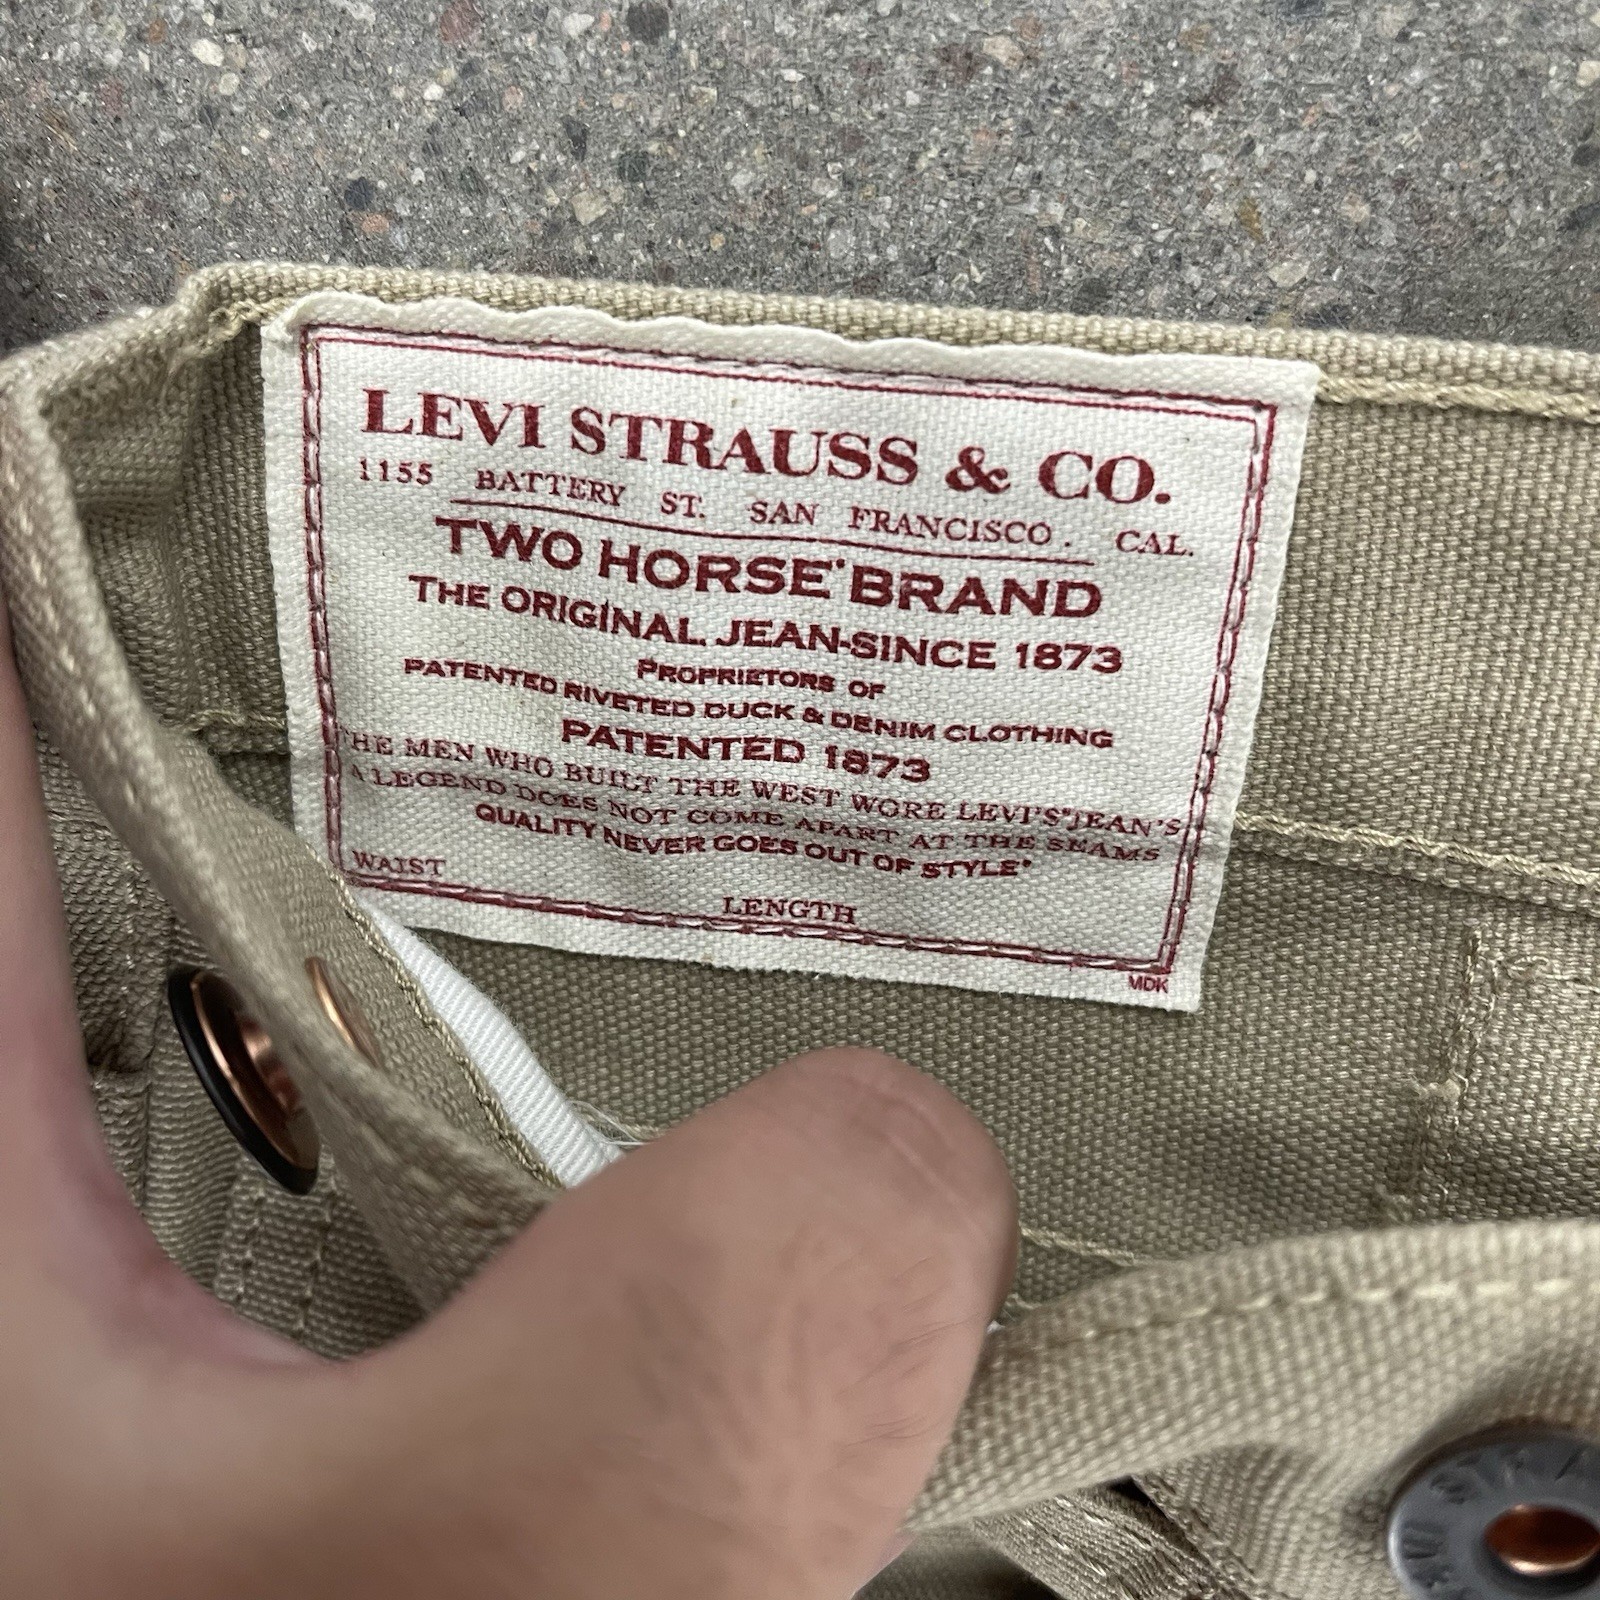 LEVI STRAUSS & CO.
1155 BATTERY ST. SAN FRANCISCO. CAL.
TWO HORSE BRAND
THE ORIGINAL JEAN-SINCE 1873
PROPRIETORS OF
PATENTED RIVETED DUCK & DENIM CLOTHING
PATENTED 1873
THE MEN WHO BUILT THE WEST WORE LEVI'S"JEAN'S
A LEGEND DOES NOT COME APART AT THE SEAMS
QUALITY NEVER GOES OUT OF STYLE"
WAIST LENGTH
MDK